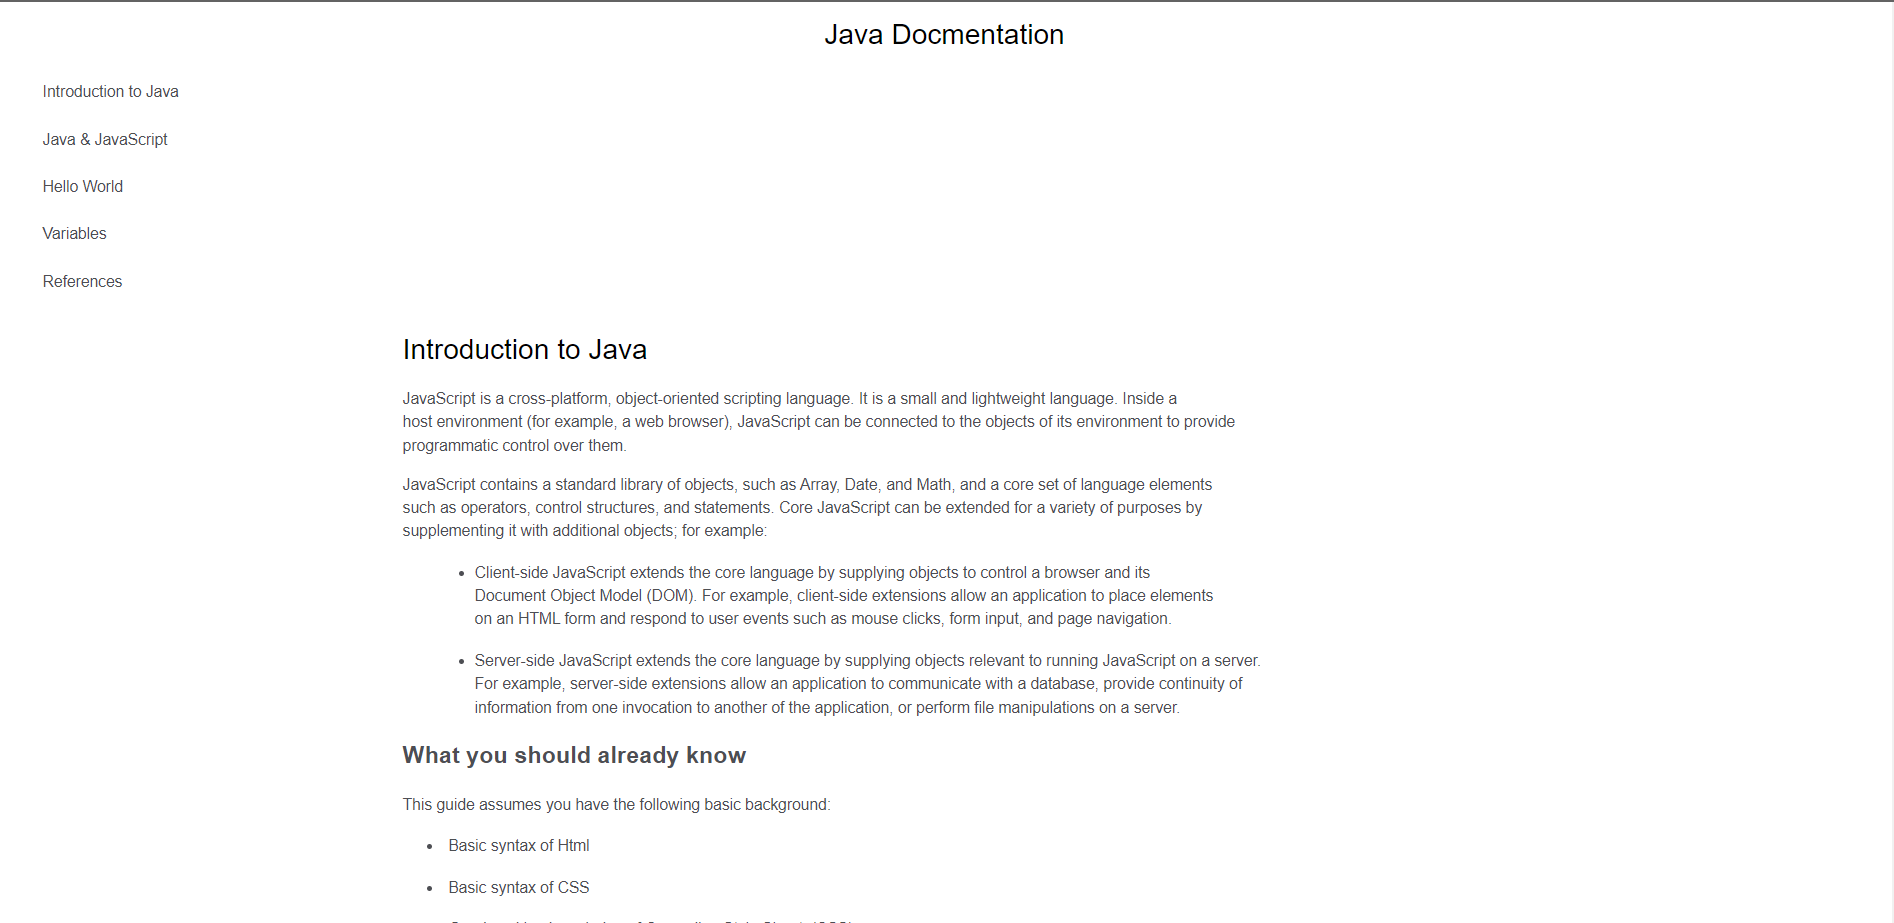 Java Docmentation
Introduction to Java
Java & JavaScript
Hello World
Variables
References
Introduction to Java
JavaScript is a cross-platform, object-oriented scripting language. It is a small and lightweight language. Inside a
host environment (for example, a web browser), JavaScript can be connected to the objects of its environment to provide
programmatic control over them.
JavaScript contains a standard library of objects, such as Array, Date, and Math, and a core set of language elements
such as operators, control structures, and statements. Core JavaScript can be extended for a variety of purposes by
supplementing it with additional objects; for example:
• Client-side JavaScript extends the core language by supplying objects to control a browser and its
Document Object Model (DOM). For example, client-side extensions allow an application to place elements
on an HTML form and respond to user events such as mouse clicks, form input, and page navigation.
• Server-side JavaScript extends the core language by supplying objects relevant to running JavaScript on a server.
For example, server-side extensions allow an application to communicate with a database, provide continuity of
information from one invocation to another of the application, or perform file manipulations on a server.
What you should already know
This guide assumes you have the following basic background:
• Basic syntax of Html
• Basic syntax of CSS